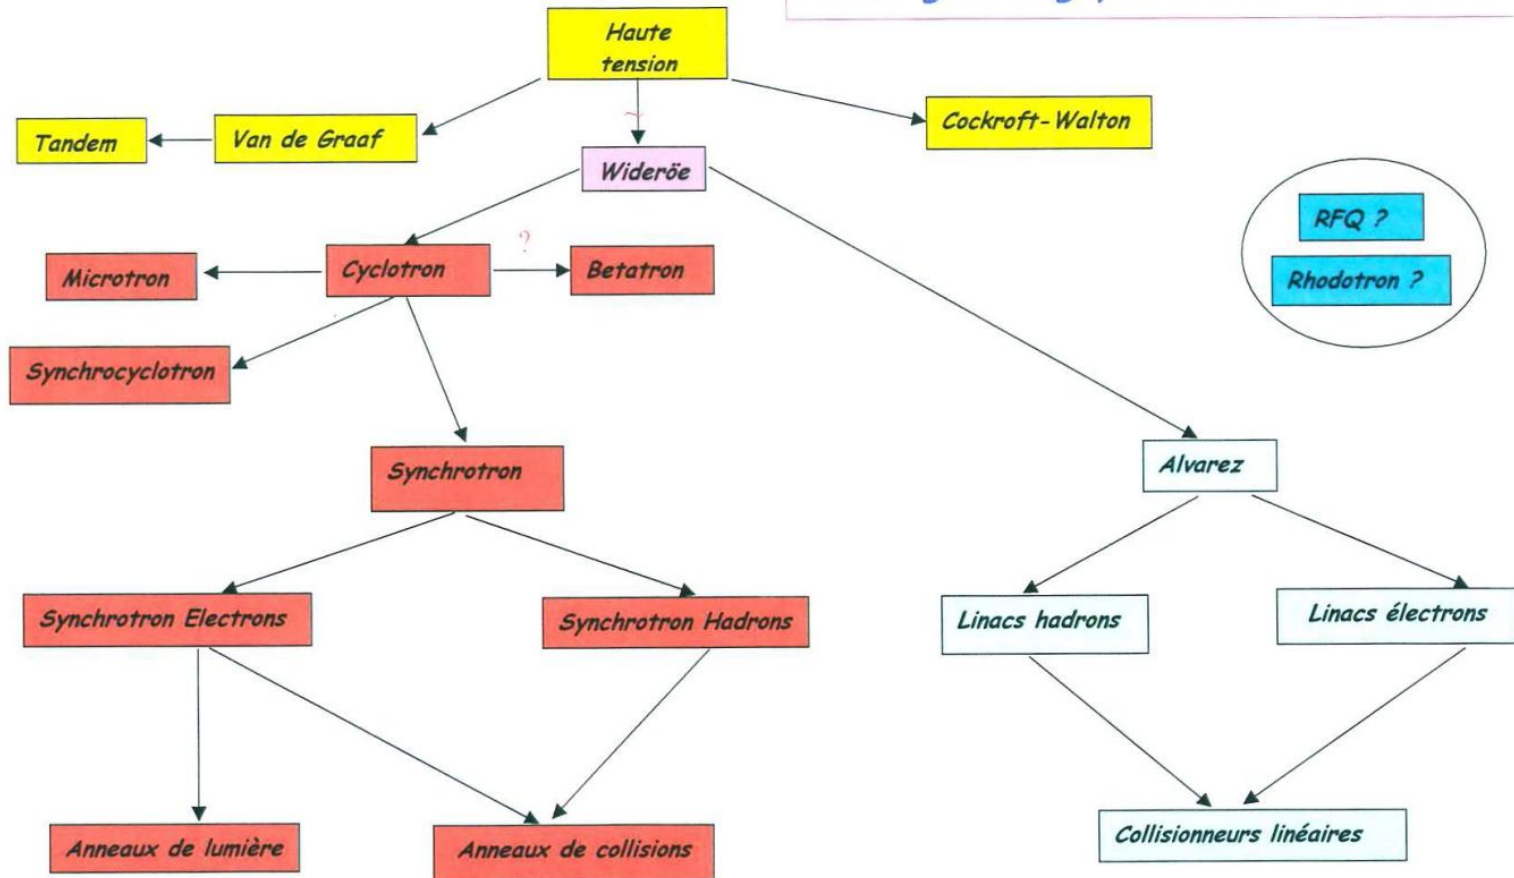 Haute
tension
Cockroft-Walton
Tandem
Van de Graaf
~
Wideröe
RFQ ?
?
Microtron
Cyclotron
Betatron
Rhodotron ?
Synchrocyclotron
Synchrotron
Alvarez
Synchrotron Electrons
Synchrotron Hadrons
Linacs hadrons
Linacs électrons
Anneaux de lumière
Anneaux de collisions
Collisionneurs linéaires